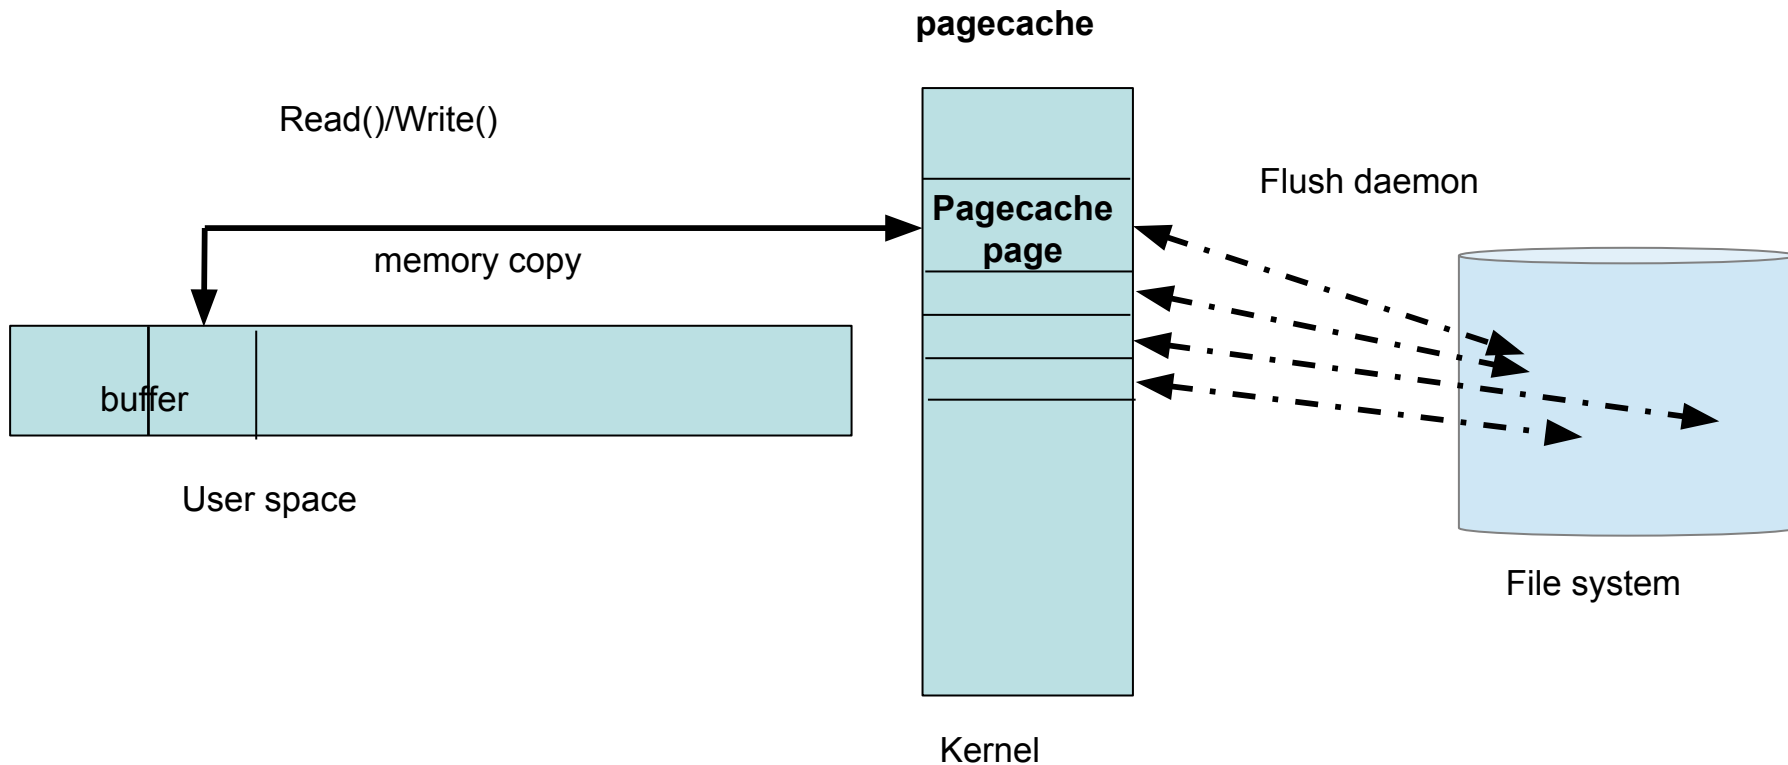 pagecache
Read()/Write()
Flush daemon
Pagecache
page
memory copy
buffer
User space
File system
Kernel